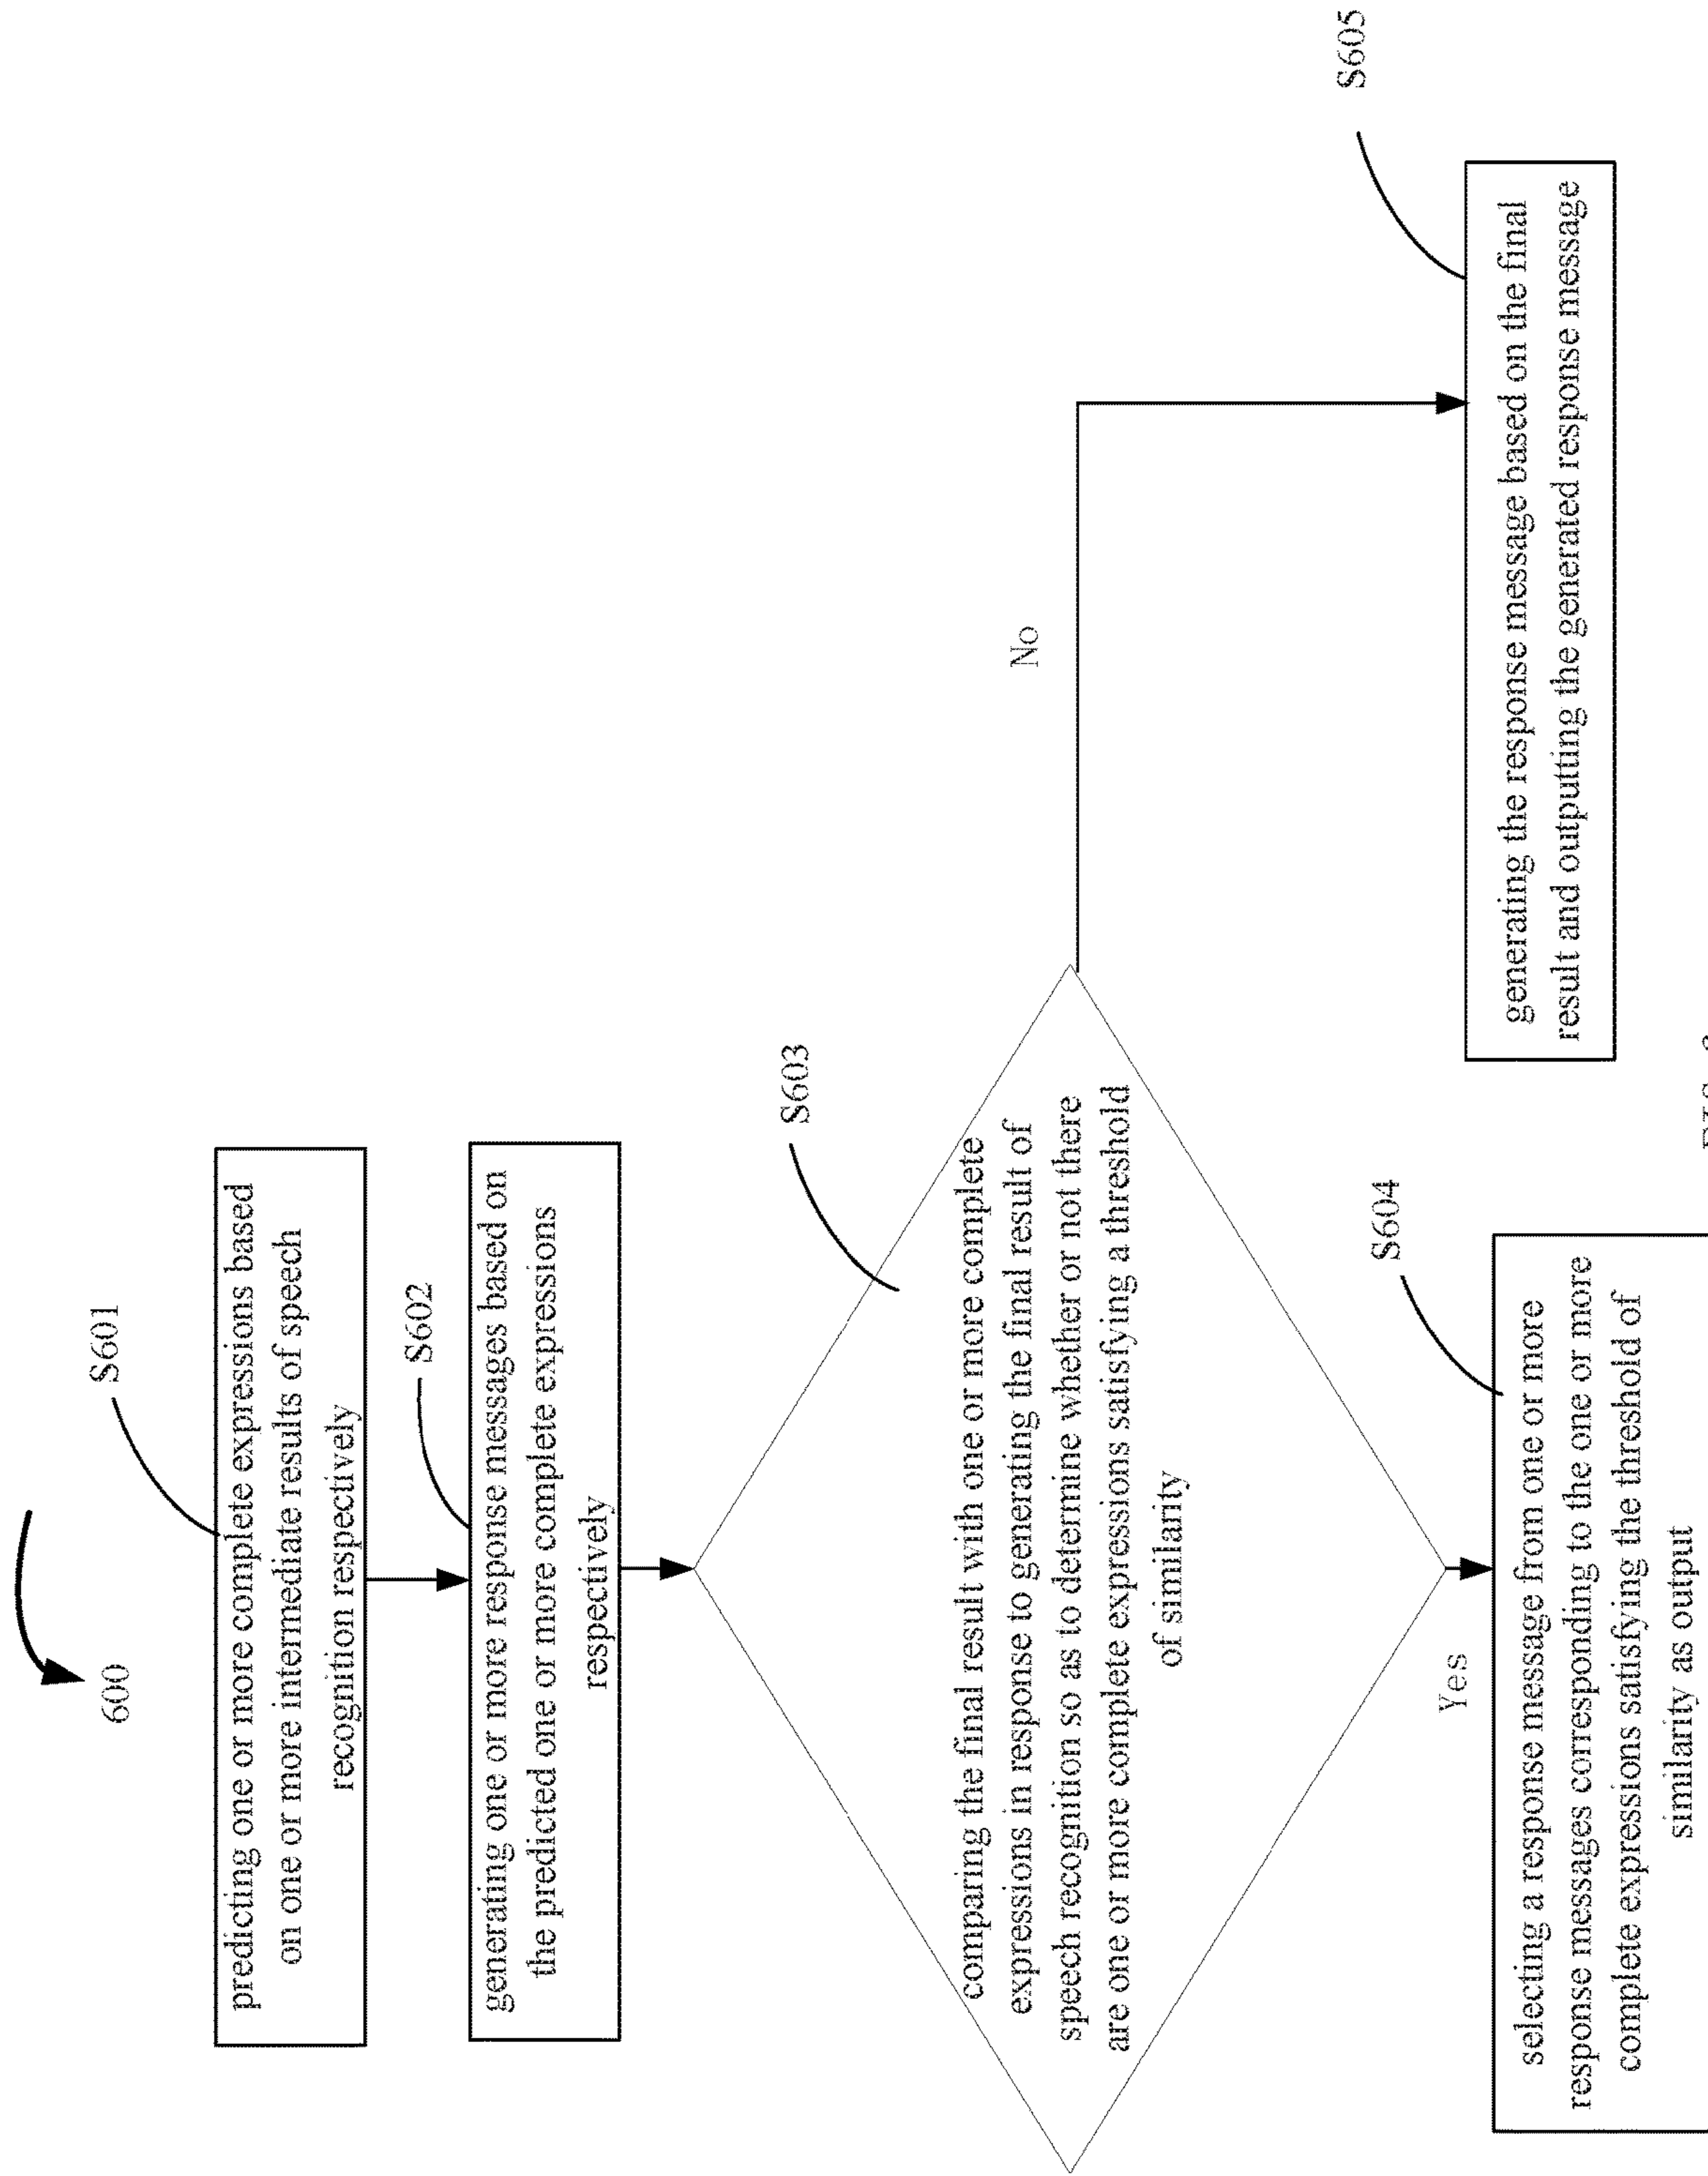 600
S601
predicting one or more complete expressions based
on one or more intermediate results of speech
recognition respectively
S602
generating one or more response messages based on
the predicted one or more complete expressions
respectively
S603
comparing the final result with one or more complete
expressions in response to generating the final result of
speech recognition so as to determine whether or not there
are one or more complete expressions satisfying a threshold
of similarity
No
Yes
S604
selecting a response message from one or more
response messages corresponding to the one or more
complete expressions satisfying the threshold of
similarity as output
S605
generating the response message based on the final
result and outputting the generated response message